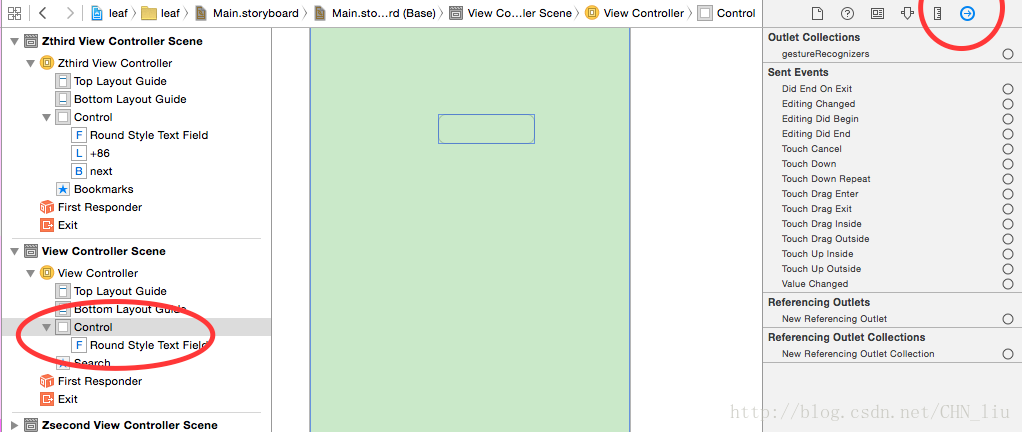 leaf 〉 leaf 〉 Main.storyboard 〉 Main.sto...rd (Base) 〉 View Co...ler Scene 〉 View Controller 〉 Control
Zthird View Controller Scene
Zthird View Controller
Top Layout Guide
Bottom Layout Guide
Control
F Round Style Text Field
L +86
B next
Bookmarks
First Responder
Exit
View Controller Scene
View Controller
Top Layout Guide
Bottom Layout Guide
Control
F Round Style Text Field
Search
First Responder
Exit
Zsecond View Controller Scene
Outlet Collections
gestureRecognizers
Sent Events
Did End On Exit
Editing Changed
Editing Did Begin
Editing Did End
Touch Cancel
Touch Down
Touch Down Repeat
Touch Drag Enter
Touch Drag Exit
Touch Drag Inside
Touch Drag Outside
Touch Up Inside
Touch Up Outside
Value Changed
Referencing Outlets
New Referencing Outlet
Referencing Outlet Collections
New Referencing Outlet Collection
http://blog.csdn.net/CHN_liu